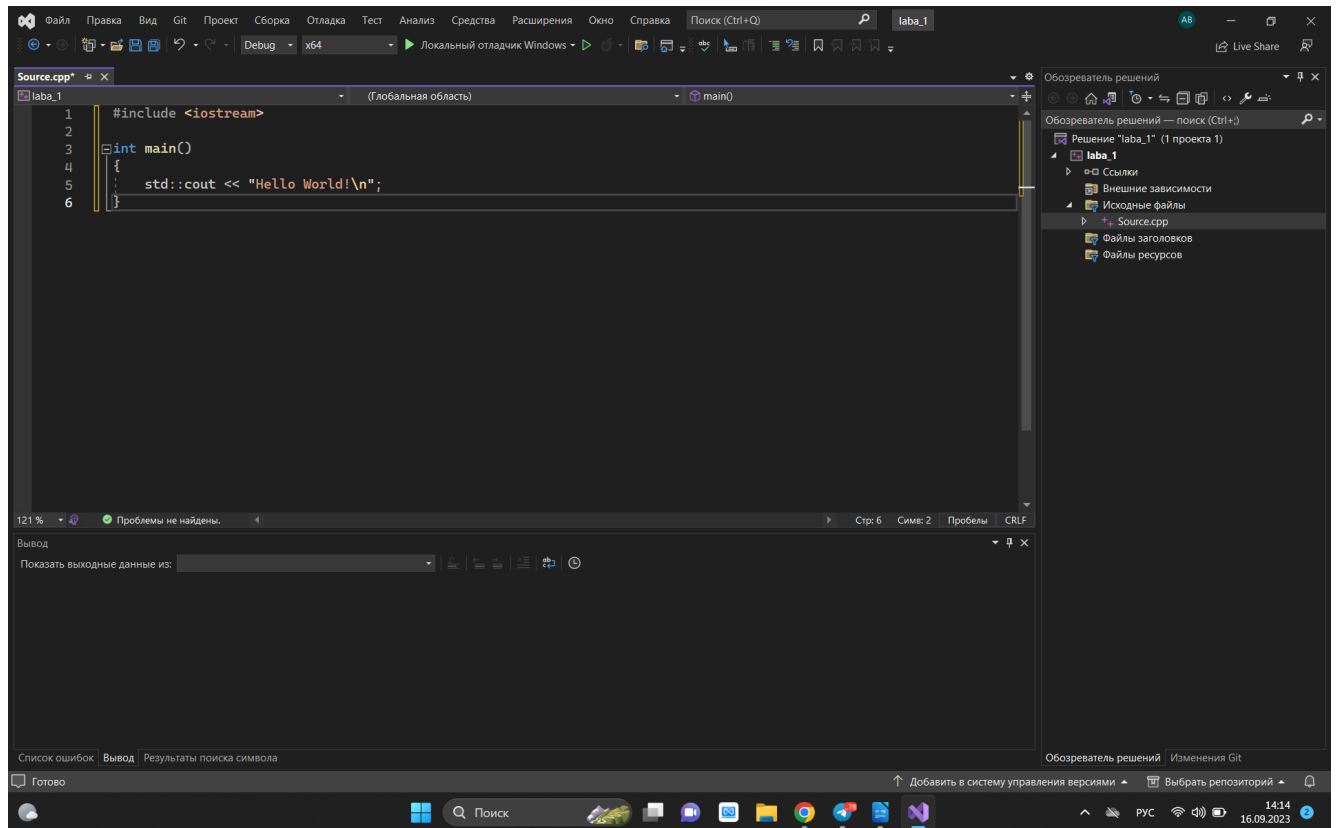 Файл Правка Вид Git Проект Сборка Отладка Тест Анализ Средства Расширения Окно Справка Поиск (Ctrl+Q) laba_1 AB
Debug x64 Локальный отладчик Windows Live Share
Source.cpp*
laba_1 (Глобальная область) main()
1 #include <iostream>
2
3 int main()
4 {
5 std::cout << "Hello World!\n";
6 }
121 % Проблемы не найдены. Стр: 6 Симв: 2 Пробелы CRLF
Вывод
Показать выходные данные из:
Список ошибок Вывод Результаты поиска символа
Обозреватель решений
Обозреватель решений — поиск (Ctrl+;)
Решение "laba_1" (1 проекта 1)
laba_1
Ссылки
Внешние зависимости
Исходные файлы
Source.cpp
Файлы заголовков
Файлы ресурсов
Обозреватель решений Изменения Git
Готово Добавить в систему управления версиями Выбрать репозиторий
Поиск 78 РУС 14:14
16.09.2023 2